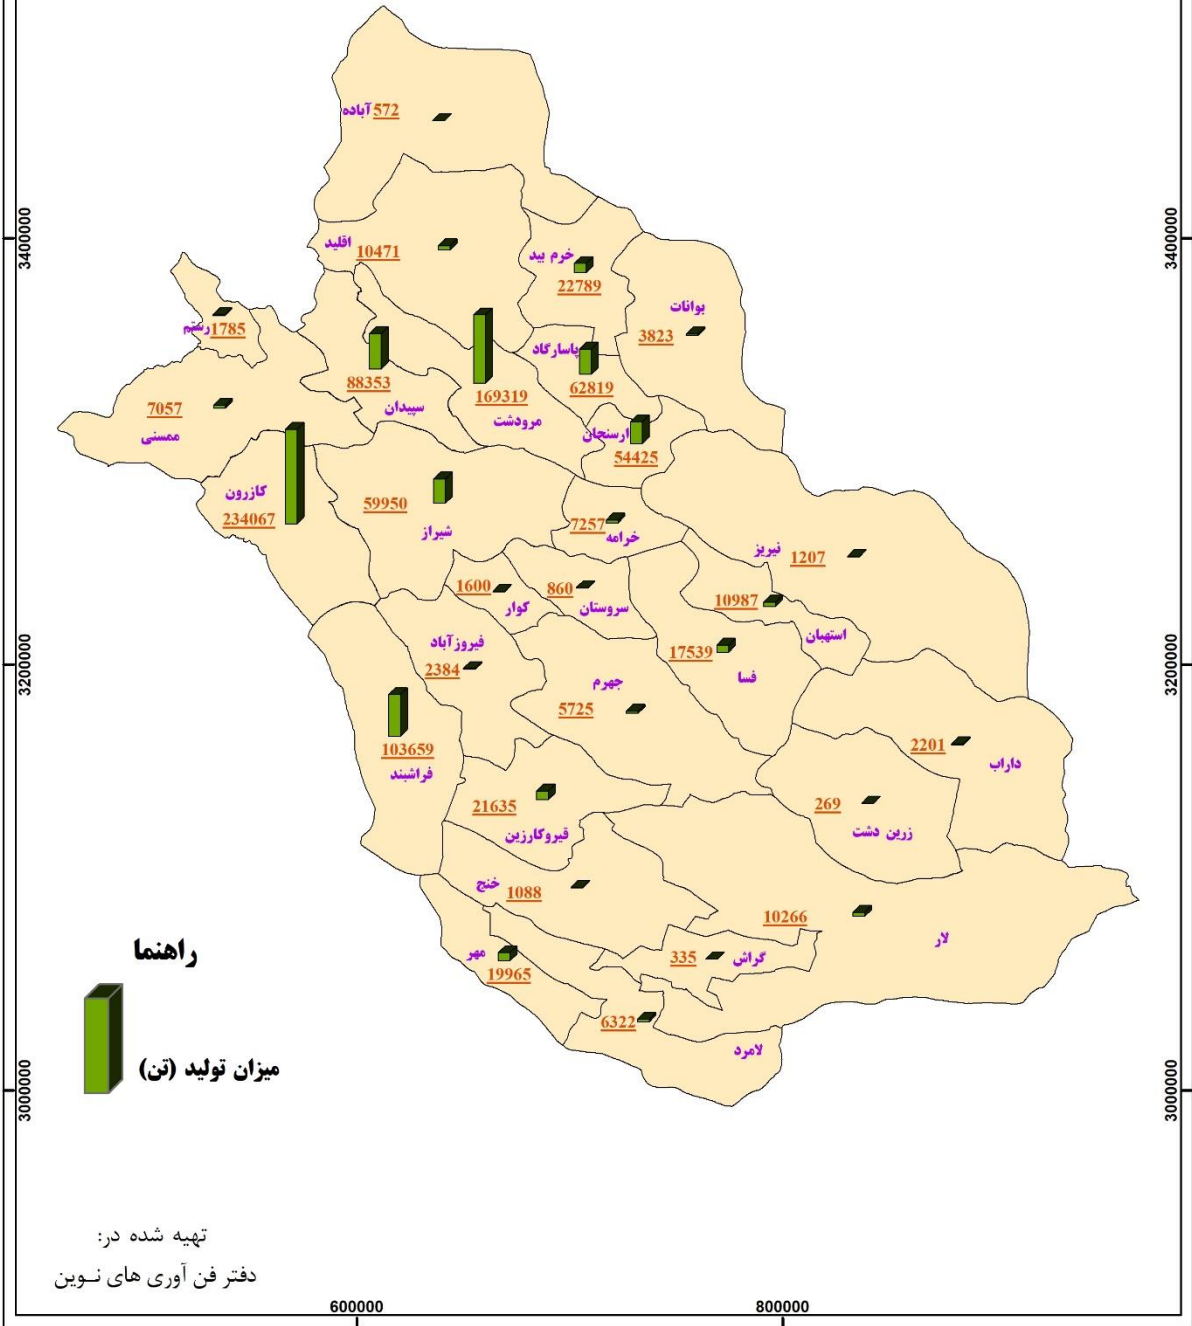 آباده 572
3400000
3400000
اقلید 10471
خرم بید
22789
بوانات
3823
رستم 1785
پاسارگاد
62819
88353
سپیدان
169319
مرودشت
7057
ممسنی
ارسنجان
54425
کازرون
234067
59950
شیراز
7257
خرامه
نیریز 1207
1600
کوار
860
سروستان
10987
استهبان
فیروزآباد
2384
17539
فسا
3200000
3200000
جهرم
5725
103659
فراشبند
2201
داراب
21635
قیروکارزین
269
زرین دشت
خنج 1088
10266
لار
مهر
19965
335 گراش
6322
لامرد
راهنما
میزان تولید (تن)
3000000
3000000
تهیه شده در:
دفتر فن آوری های نـوین
600000
800000